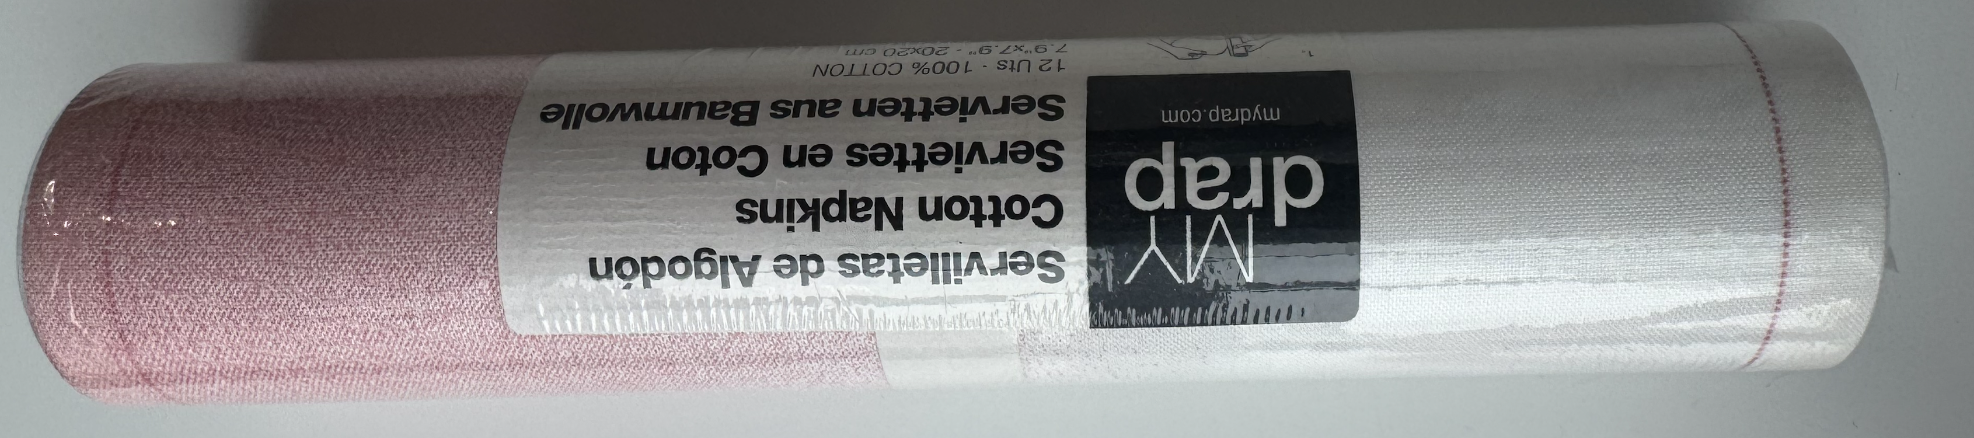 MY
drap
mydrap.com
Servilletas de Algodón
Cotton Napkins
Serviettes en Coton
Servietten aus Baumwolle
12 Uts - 100% COTTON
7.9"x7.9" - 20x20 cm
1.